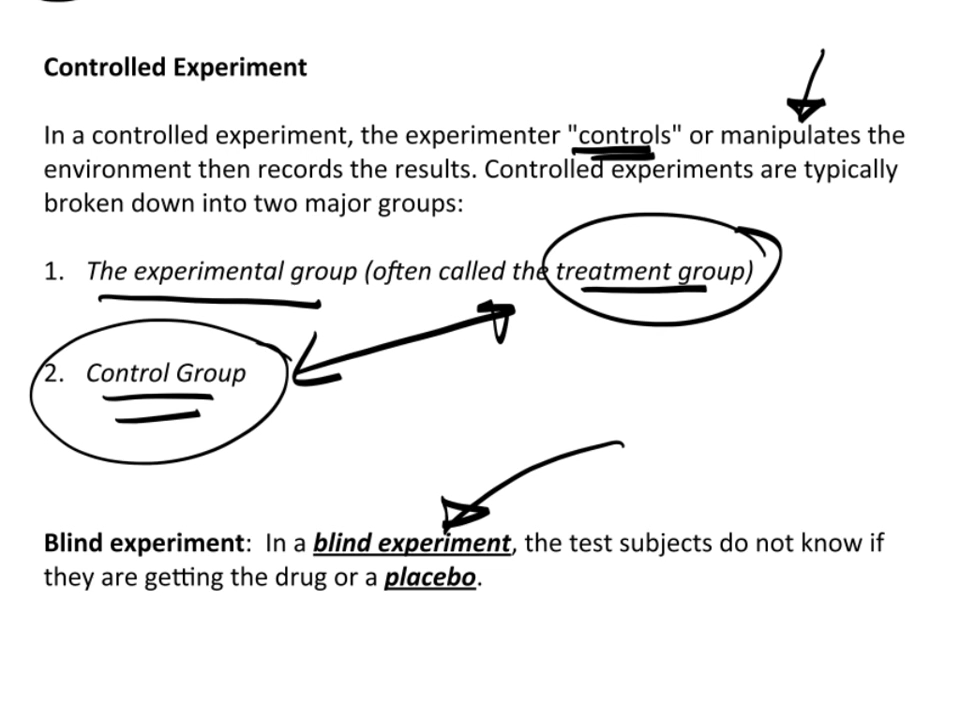 Controlled Experiment
In a controlled experiment, the experimenter "controls" or manipulates the
environment then records the results. Controlled experiments are typically
broken down into two major groups:
1. The experimental group (often called the treatment group)
2. Control Group
Blind experiment: In a blind experiment, the test subjects do not know if
they are getting the drug or a placebo.